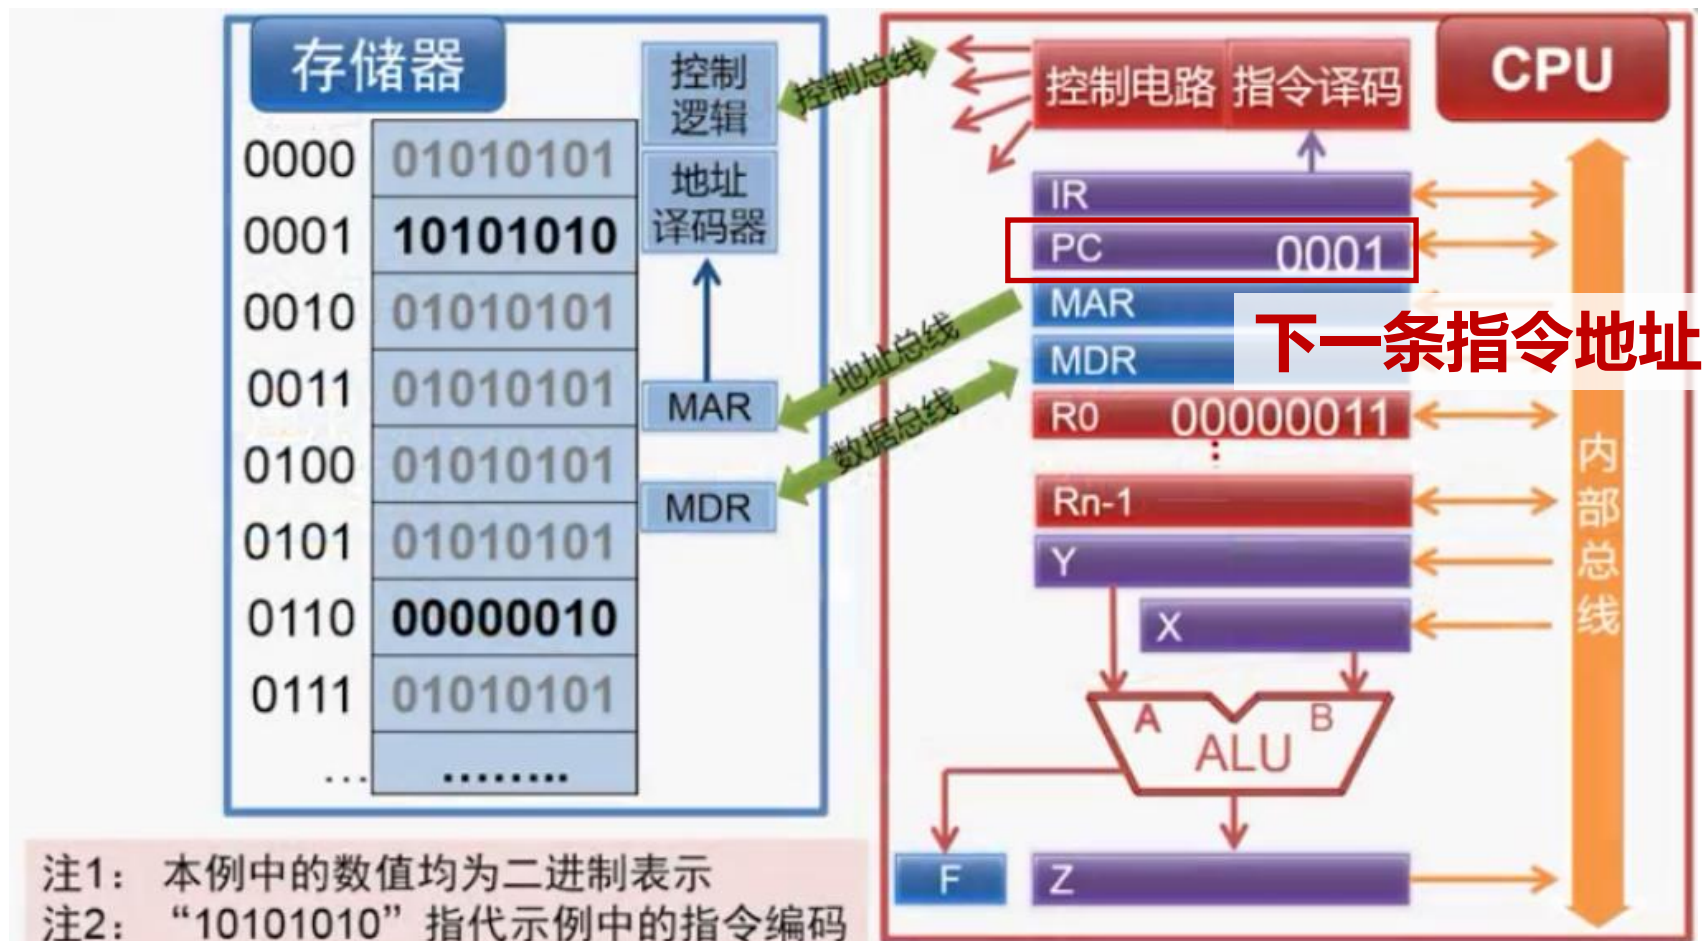 存储器
0000 01010101
0001 10101010
0010 01010101
0011 01010101
0100 01010101
0101 01010101
0110 00000010
0111 01010101
... ........
控制
逻辑
地址
译码器
MAR
MDR
控制总线
地址总线
数据总线
CPU
控制电路 指令译码
IR
PC 0001
MAR
下一条指令地址
MDR
R0 00000011
Rn-1
Y
X
A B
ALU
F
Z
内部总线
注1： 本例中的数值均为二进制表示
注2： “10101010”指代示例中的指令编码